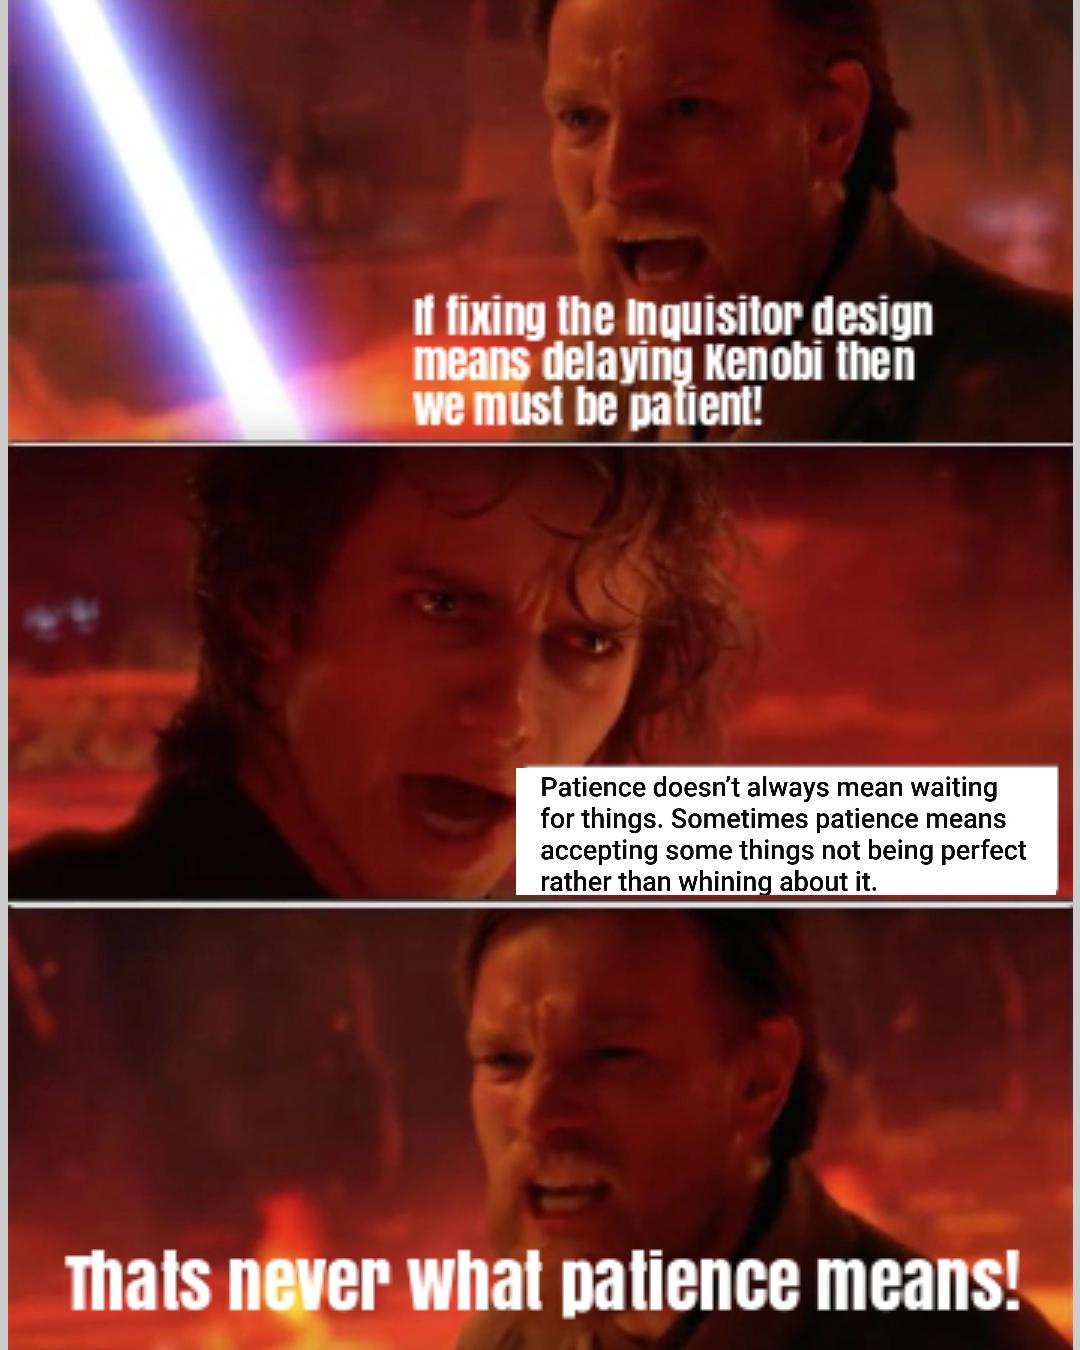 If fixing the Inquisitor design
means delaying Kenobi then
we must be patient!
Patience doesn't always mean waiting
for things. Sometimes patience means
accepting some things not being perfect
rather than whining about it.
Thats never what patience means!